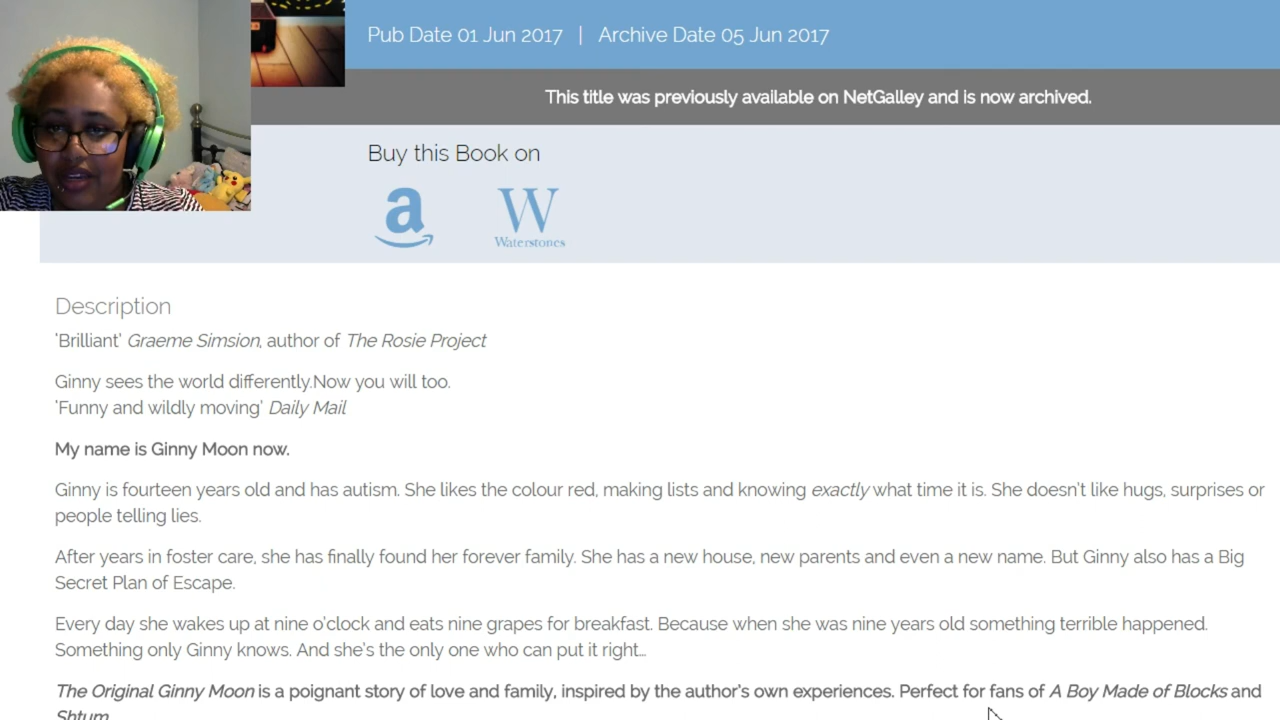 Pub Date 01 Jun 2017 | Archive Date 05 Jun 2017
This title was previously available on NetGalley and is now archived.
Buy this Book on
a
W
Waterstones
Description
'Brilliant' Graeme Simsion, author of The Rosie Project
Ginny sees the world differently.Now you will too.
'Funny and wildly moving' Daily Mail
My name is Ginny Moon now.
Ginny is fourteen years old and has autism. She likes the colour red, making lists and knowing exactly what time it is. She doesn't like hugs, surprises or
people telling lies.
After years in foster care, she has finally found her forever family. She has a new house, new parents and even a new name. But Ginny also has a Big
Secret Plan of Escape.
Every day she wakes up at nine o'clock and eats nine grapes for breakfast. Because when she was nine years old something terrible happened.
Something only Ginny knows. And she's the only one who can put it right…
The Original Ginny Moon is a poignant story of love and family, inspired by the author's own experiences. Perfect for fans of A Boy Made of Blocks and
Shtum.